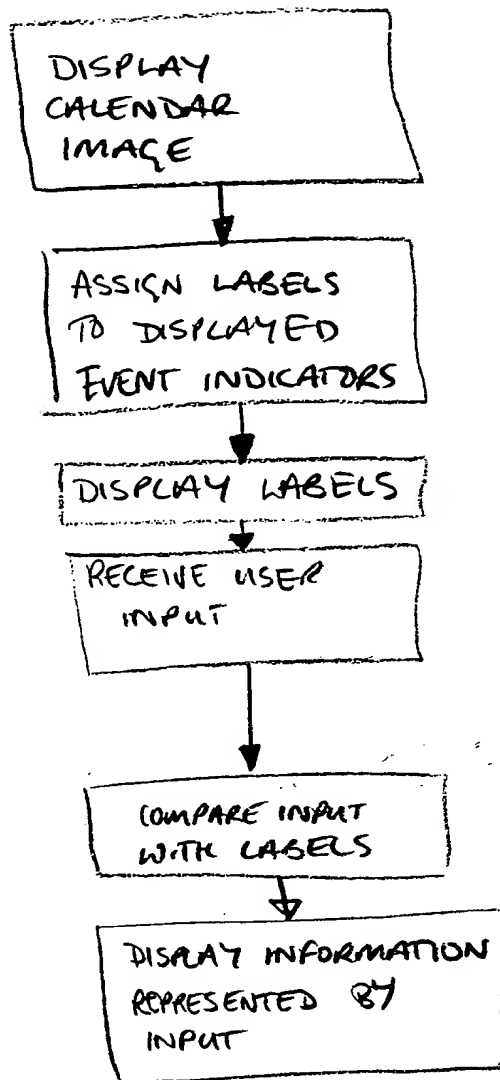 DISPLAY
CALENDAR
IMAGE
ASSIGN LABELS
TO DISPLAYED
EVENT INDICATORS
DISPLAY LABELS
RECEIVE USER
INPUT
COMPARE INPUT
WITH LABELS
DISPLAY INFORMATION
REPRESENTED BY
INPUT